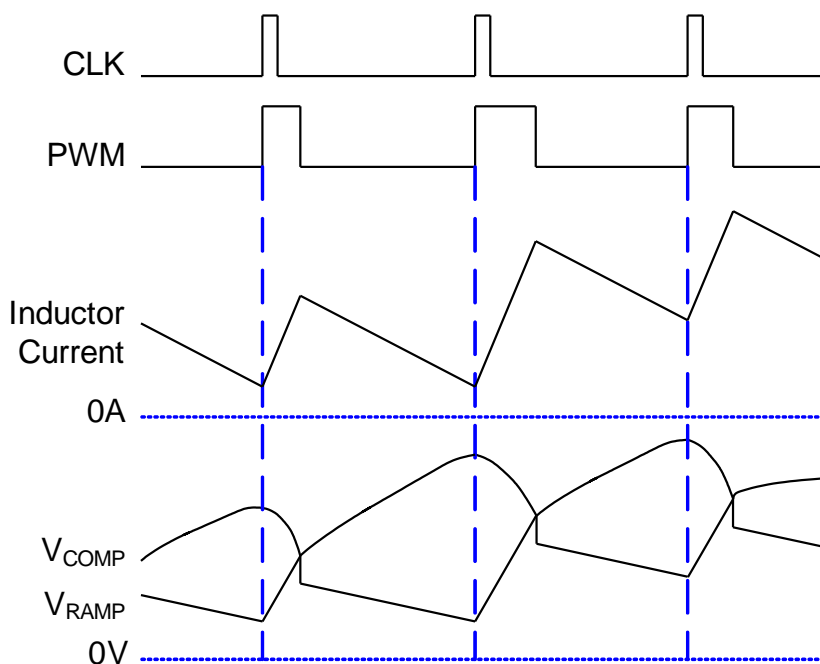 CLK
PWM
Inductor
Current
0A
VCOMP
VRAMP
0V